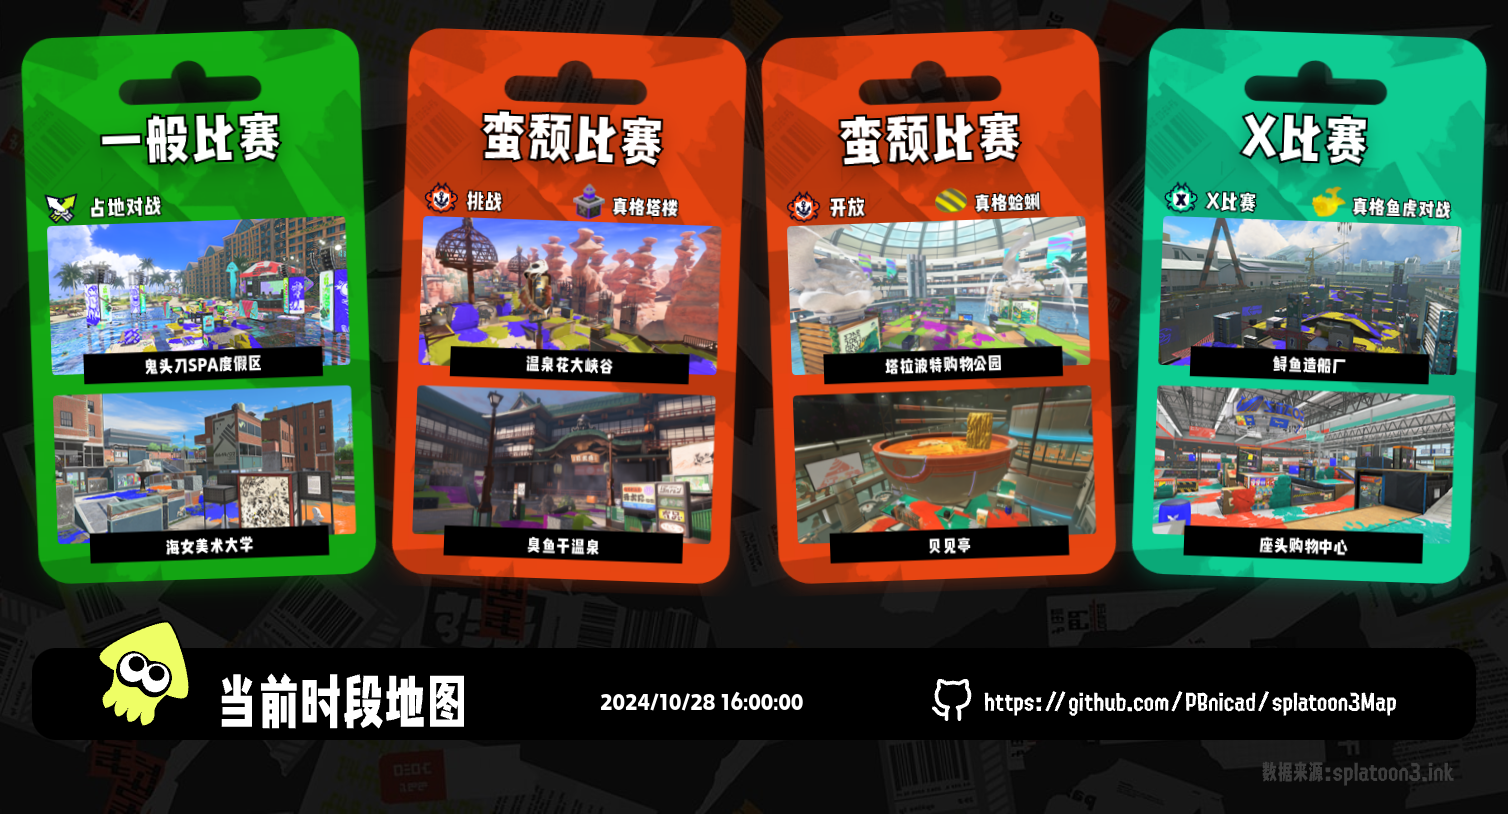 一般比赛
占地对战
鬼头刀SPA度假区
海女美术大学
蛮颓比赛
挑战
真格塔楼
温泉花大峡谷
臭鱼干温泉
蛮颓比赛
开放
真格蛤蜊
塔拉波特购物公园
贝见亭
X比赛
X比赛
真格鱼虎对战
鲟鱼造船厂
座头购物中心
当前时段地图
2024/10/28 16:00:00
https://github.com/PBnicad/splatoon3Map
数据来源:splatoon3.ink